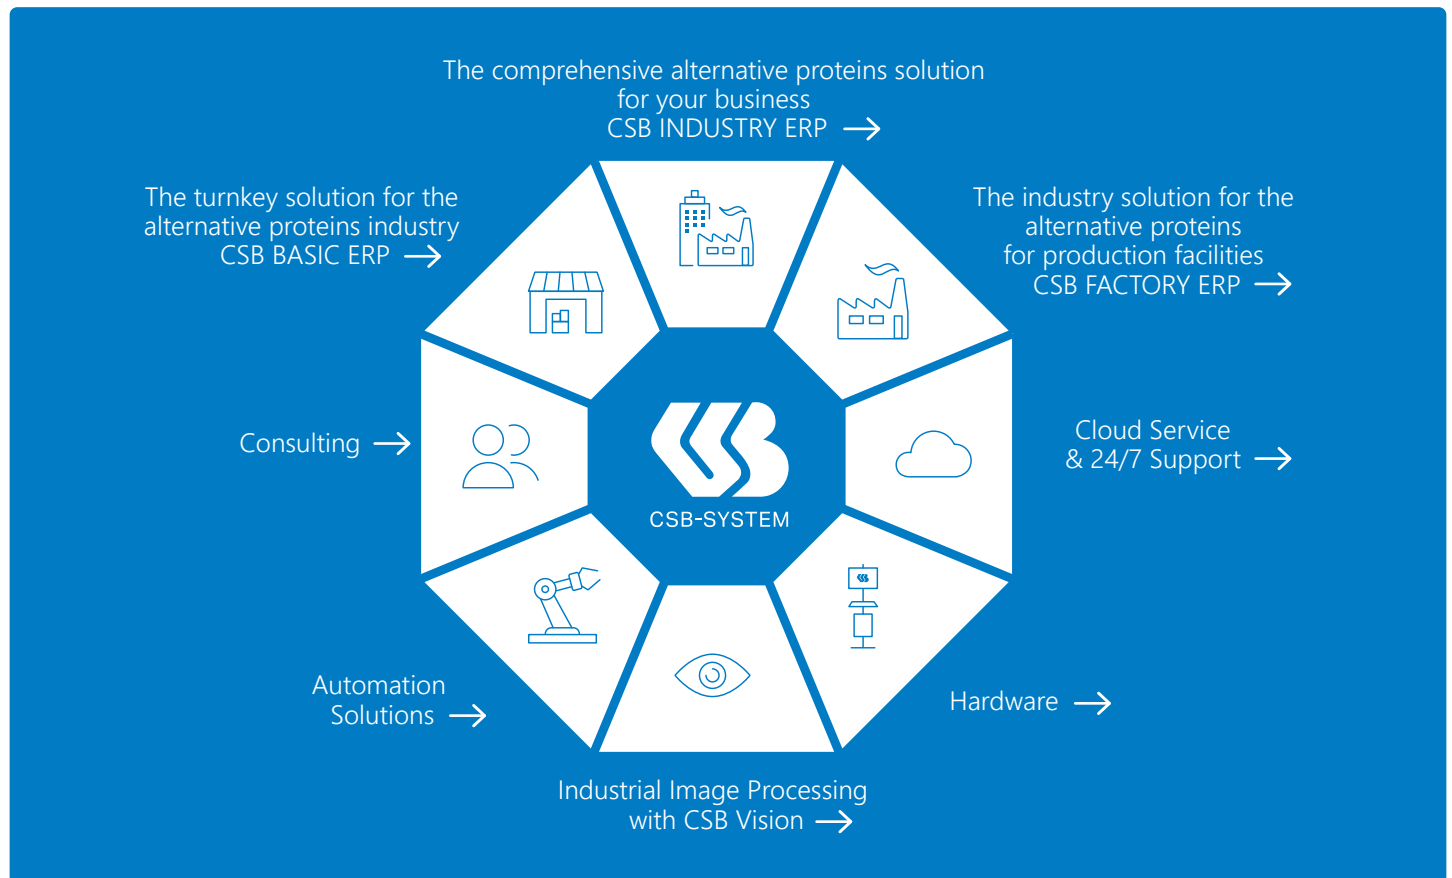 The comprehensive alternative proteins solution
for your business
CSB INDUSTRY ERP
The turnkey solution for the
alternative proteins industry
CSB BASIC ERP
The industry solution for the
alternative proteins
for production facilities
CSB FACTORY ERP
Consulting
CSB-SYSTEM
Cloud Service
& 24/7 Support
Automation
Solutions
Hardware
Industrial Image Processing
with CSB Vision